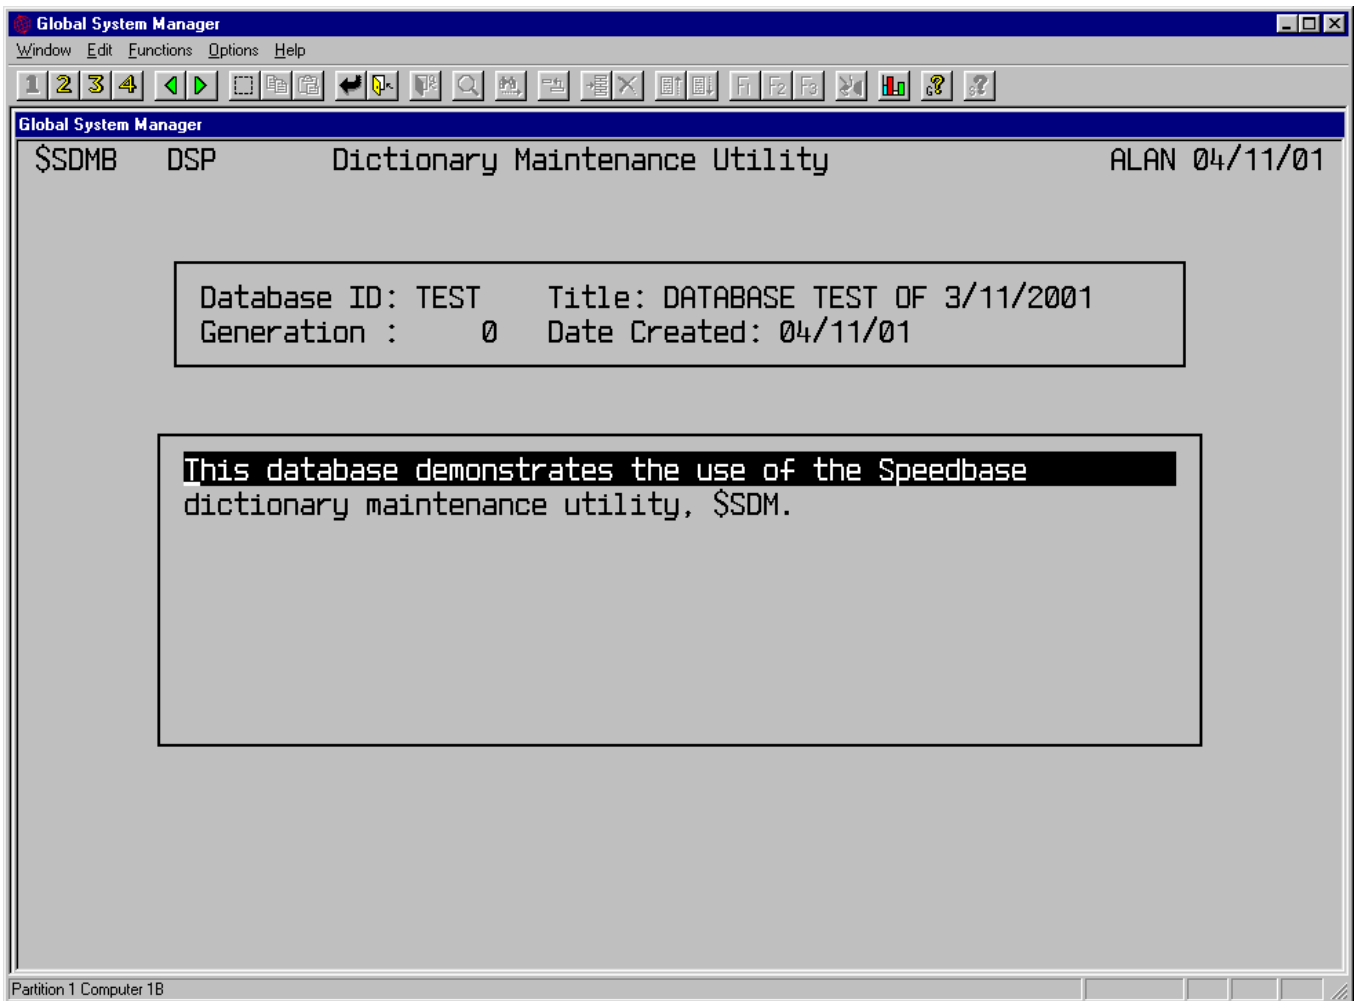 Global System Manager
Window Edit Functions Options Help
1 2 3 4 F1 F2 F3 G? S?
Global System Manager
$SDMB DSP Dictionary Maintenance Utility ALAN 04/11/01
Database ID: TEST Title: DATABASE TEST OF 3/11/2001
Generation : 0 Date Created: 04/11/01
This database demonstrates the use of the Speedbase
dictionary maintenance utility, $SDM.
Partition 1 Computer 1B